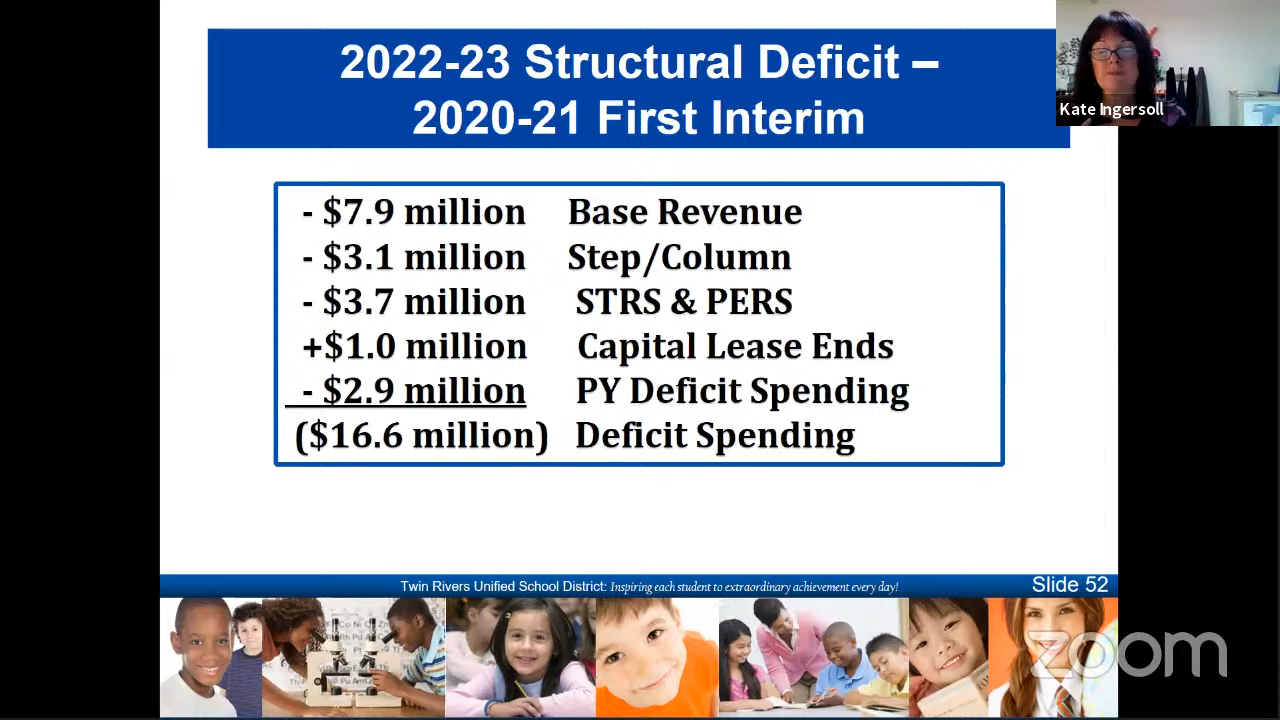 2022-23 Structural Deficit –
2020-21 First Interim
Kate Ingersoll
- $7.9 million Base Revenue
- $3.1 million Step/Column
- $3.7 million STRS & PERS
+$1.0 million Capital Lease Ends
- $2.9 million PY Deficit Spending
($16.6 million) Deficit Spending
Twin Rivers Unified School District: Inspiring each student to extraordinary achievement every day!
Slide 52
zoom